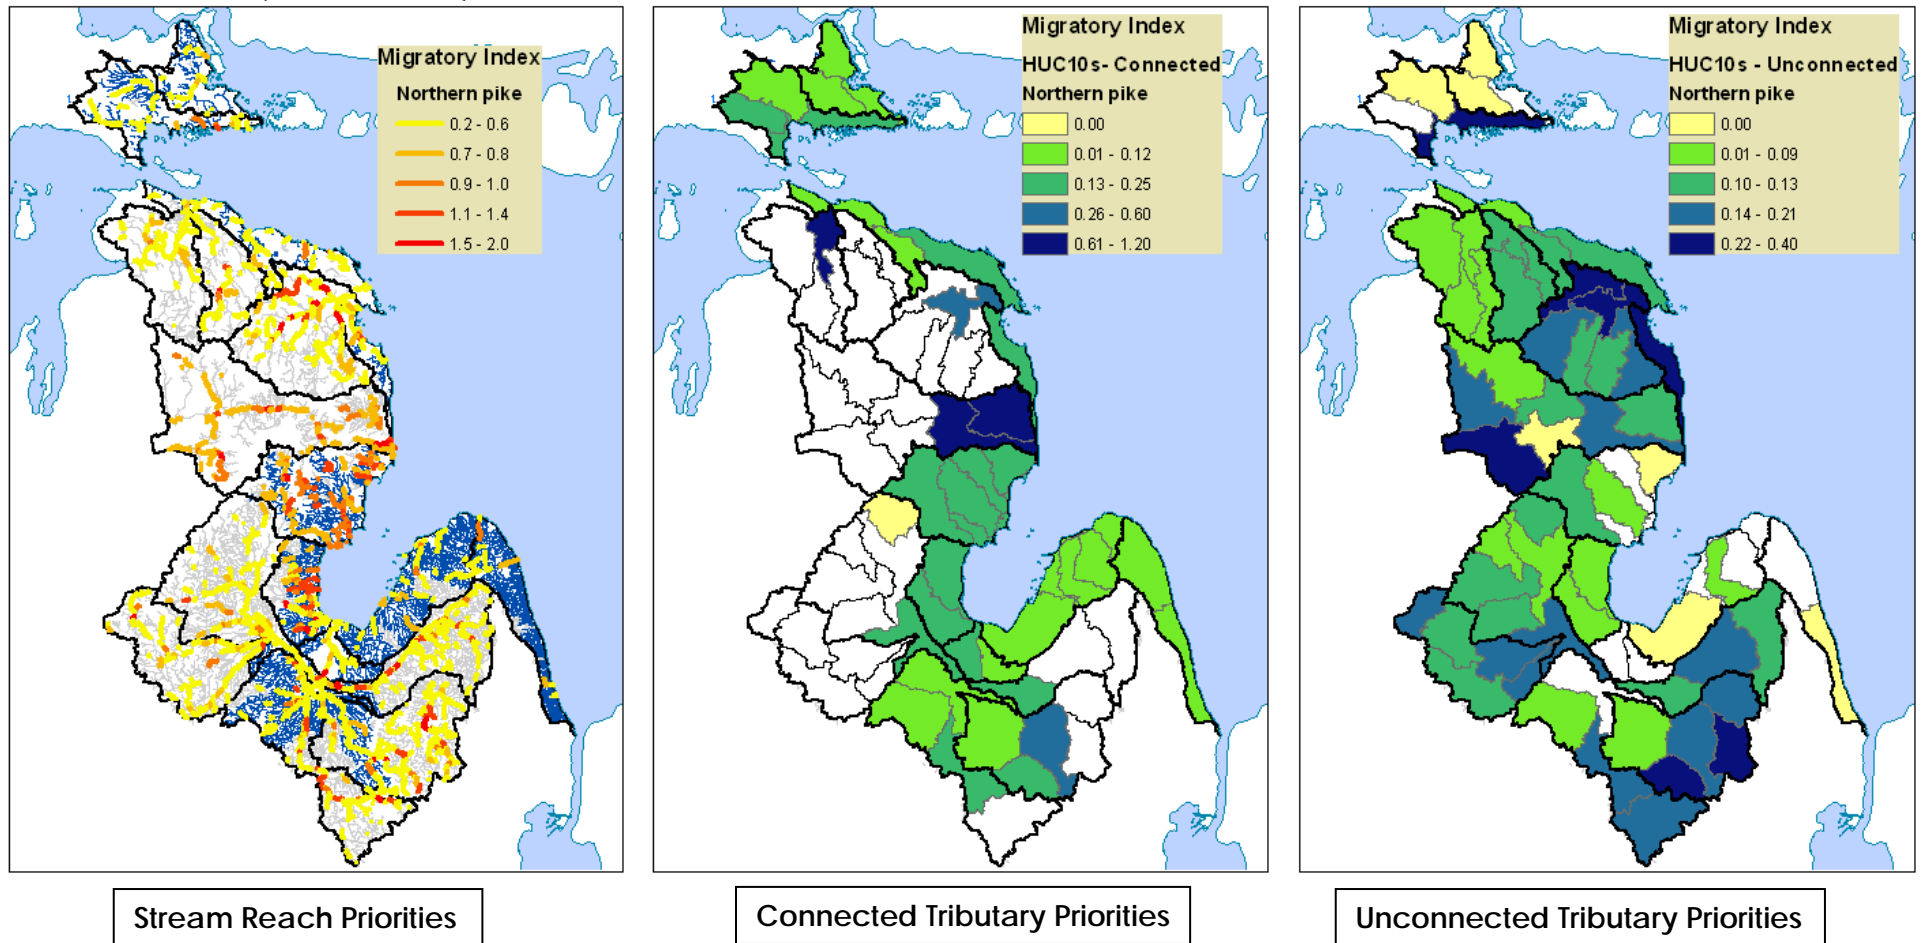 Migratory Index
Northern pike
0.2 - 0.6
0.7 - 0.8
0.9 - 1.0
1.1 - 1.4
1.5 - 2.0
Migratory Index
HUC10s- Connected
Northern pike
0.00
0.01 - 0.12
0.13 - 0.25
0.26 - 0.60
0.61 - 1.20
Migratory Index
HUC10s - Unconnected
Northern pike
0.00
0.01 - 0.09
0.10 - 0.13
0.14 - 0.21
0.22 - 0.40
Stream Reach Priorities
Connected Tributary Priorities
Unconnected Tributary Priorities